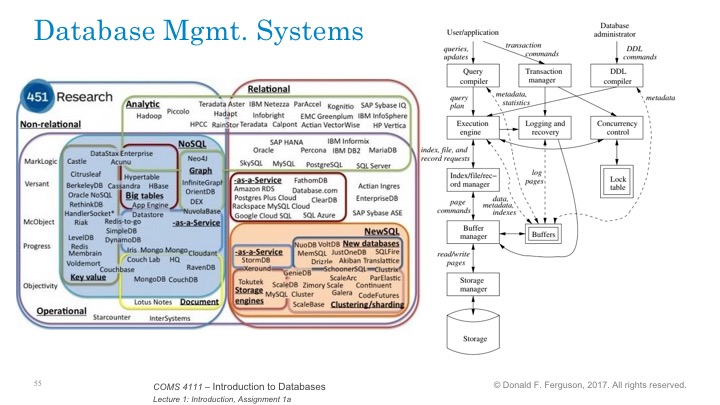 Database Mgmt. Systems
451 Research
Non-relational
Relational
Analytic
Hadoop
Piccolo
Teradata Aster IBM Netezza ParAccel Kognitio SAP Sybase IQ
Hadapt Infobright EMC Greenplum IBM InfoSphere
HPCC RainStor Teradata Calpont Actian VectorWise HP Vertica
NoSQL
SAP HANA IBM Informix
Oracle Percona IBM DB2 MariaDB
SkySQL MySQL PostgreSQL SQL Server
MarkLogic
Versant
McObject
Progress
Objectivity
DataStax Enterprise
Acunu
Castle
Citrusleaf
BerkeleyDB
Oracle NoSQL
RethinkDB
HandlerSocket*
Riak
LevelDB
Redis
Membrain
Voldemort
Key value
Hypertable
Cassandra HBase
Big tables
App Engine
Datastore
Redis-to-go
SimpleDB
DynamoDB
Neo4J
Graph
InfiniteGraph
OrientDB
DEX
NuvolaBase
-as-a-Service
Iris Mongo Mongo Cloudant
Couch Lab HQ
Couchbase
RavenDB
MongoDB CouchDB
Lotus Notes Document
Operational
Starcounter InterSystems
-as-a-Service FathomDB
Amazon RDS Database.com
Postgres Plus Cloud ClearDB
Rackspace MySQL Cloud
Google Cloud SQL SQL Azure
Actian Ingres
EnterpriseDB
SAP Sybase ASE
NewSQL
-as-a-Service
StormDB
Xeround
NuoDB VoltDB New databases
MemSQL JustOneDB SQLFire
Drizzle Akiban Translattice
SchoonerSQL Clustrix
GenieDB ScaleArc ParElastic
Tokutek ScaleDB Zimory Scale Continuent
Storage engines
MySQL Cluster Galera CodeFutures
ScaleBase Clustering/sharding
User/application
Database
administrator
queries,
updates
transaction
commands
DDL
commands
Query
compiler
Transaction
manager
DDL
compiler
query
plan
metadata,
statistics
metadata
Execution
engine
Logging and
recovery
Concurrency
control
index, file, and
record requests
Index/file/rec-
ord manager
log
pages
Lock
table
page
commands
data,
metadata,
indexes
Buffer
manager
Buffers
read/write
pages
Storage
manager
Storage
55
COMS 4111 – Introduction to Databases
Lecture 1: Introduction, Assignment 1a
© Donald F. Ferguson, 2017. All rights reserved.